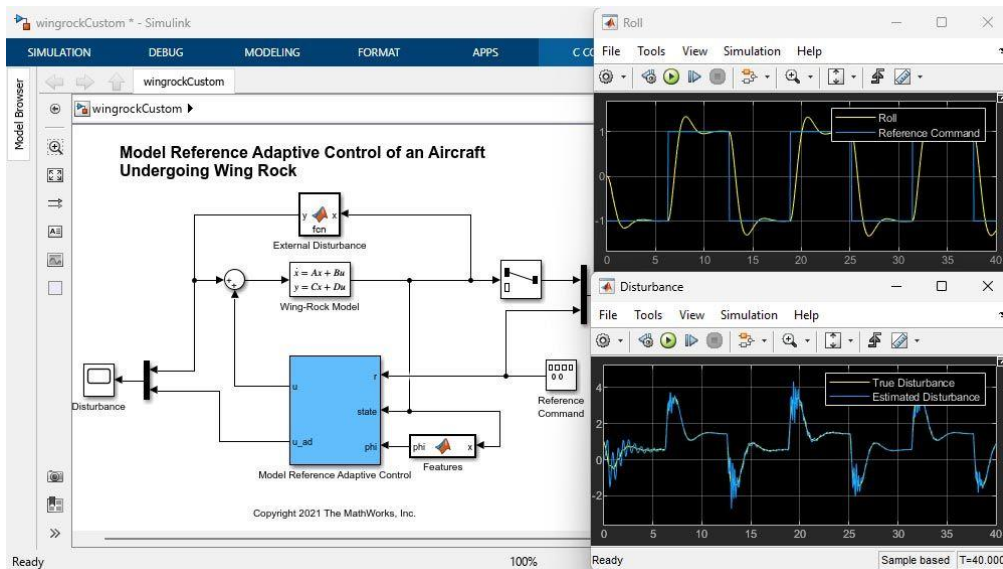 wingrockCustom * - Simulink
SIMULATION DEBUG MODELING FORMAT APPS C CO
Model Browser
wingrockCustom
wingrockCustom
Model Reference Adaptive Control of an Aircraft
Undergoing Wing Rock
y x
fcn
External Disturbance
ẋ = Ax + Bu
y = Cx + Du
Wing-Rock Model
Disturbance
u
u_ad
r
state
phi
Model Reference Adaptive Control
phi x
Features
Reference
Command
Copyright 2021 The MathWorks, Inc.
Ready 100%
Roll
File Tools View Simulation Help
Roll
Reference Command
1
0
-1
0 5 10 15 20 25 30 35 40
Disturbance
File Tools View Simulation Help
True Disturbance
Estimated Disturbance
4
2
0
-2
0 5 10 15 20 25 30 35 40
Ready Sample based T=40.000